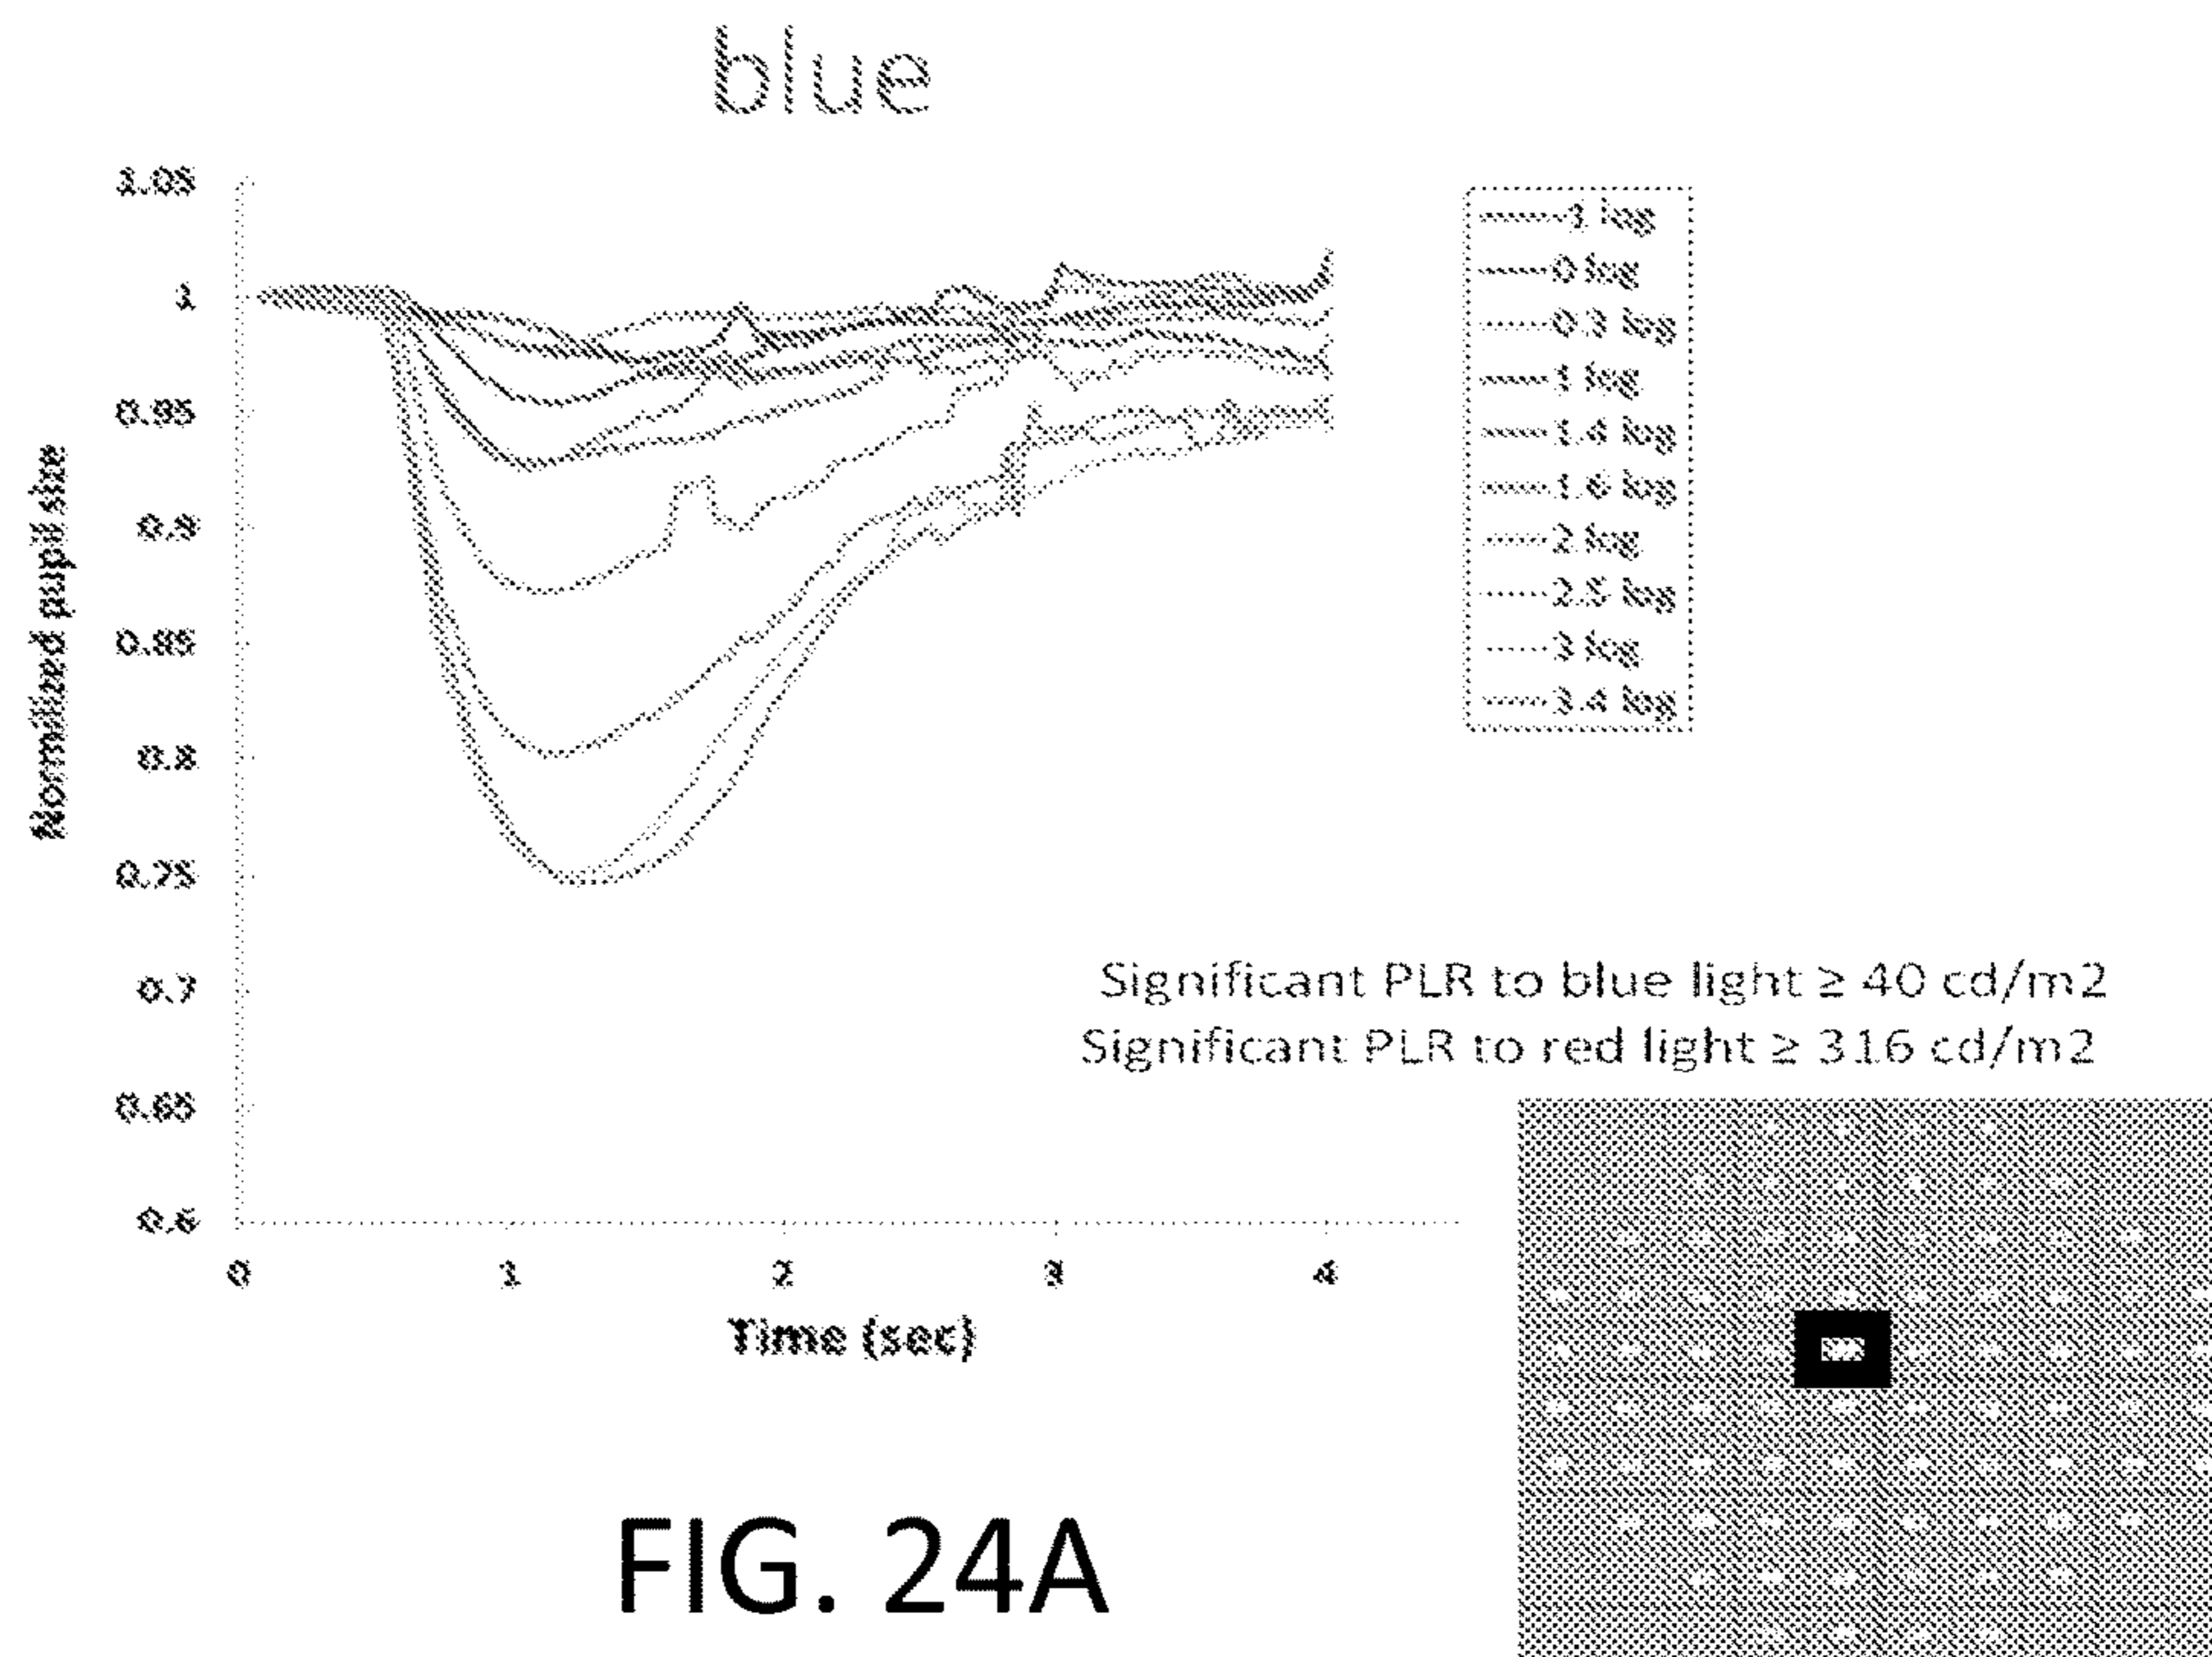 blue
1.05
1
0.95
0.9
0.85
0.8
0.75
0.7
0.65
0.6
Normilized pupil size
0
1
2
3
4
Time (sec)
-1 log
0 log
0.3 log
1 log
1.4 log
1.6 log
2 log
2.5 log
3 log
3.4 log
Significant PLR to blue light ≥ 40 cd/m2
Significant PLR to red light ≥ 316 cd/m2
FIG. 24A